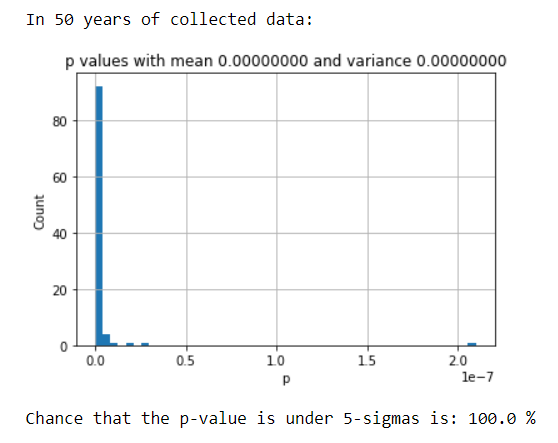 In 50 years of collected data:
p values with mean 0.00000000 and variance 0.00000000
80
60
40
20
0
Count
0.0 0.5 1.0 1.5 2.0
1e−7
p
Chance that the p-value is under 5-sigmas is: 100.0 %